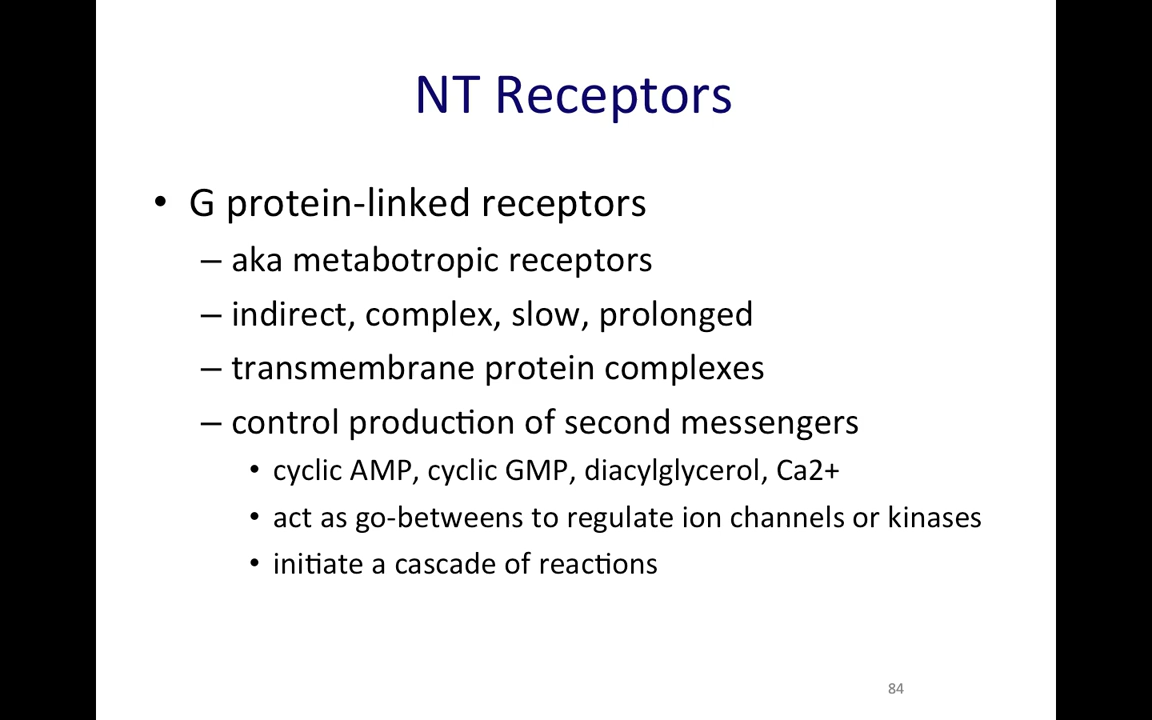 NT Receptors
• G protein-linked receptors
– aka metabotropic receptors
– indirect, complex, slow, prolonged
– transmembrane protein complexes
– control production of second messengers
• cyclic AMP, cyclic GMP, diacylglycerol, Ca2+
• act as go-betweens to regulate ion channels or kinases
• initiate a cascade of reactions
84